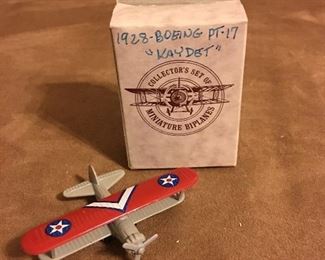 1928-BOEING PT-17
"KAYDET"
COLLECTOR'S SET OF
MINIATURE BIPLANES